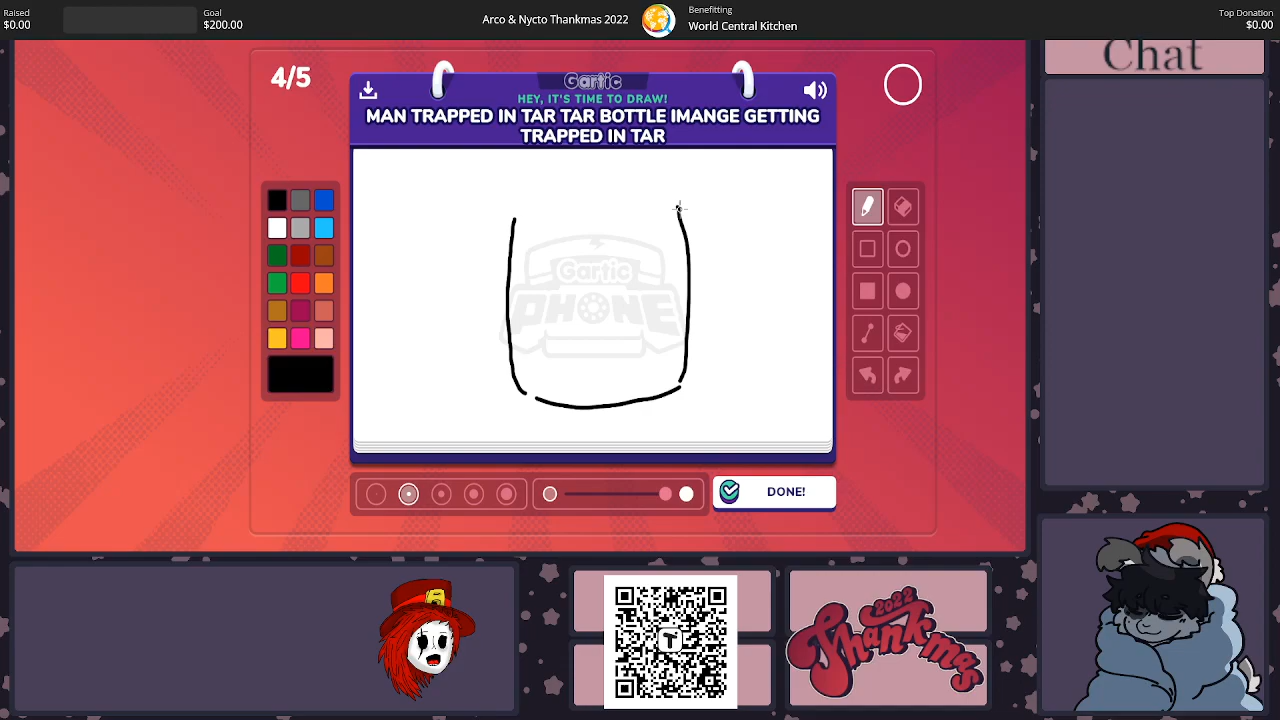 Raised
$0.00
Goal
$200.00
Arco & Nycto Thankmas 2022
Benefitting
World Central Kitchen
Top Donation
$0.00
Chat
4/5
Gartic
HEY, IT'S TIME TO DRAW!
MAN TRAPPED IN TAR TAR BOTTLE IMANGE GETTING
TRAPPED IN TAR
Gartic
PHONE
DONE!
T
2022
Thankmas